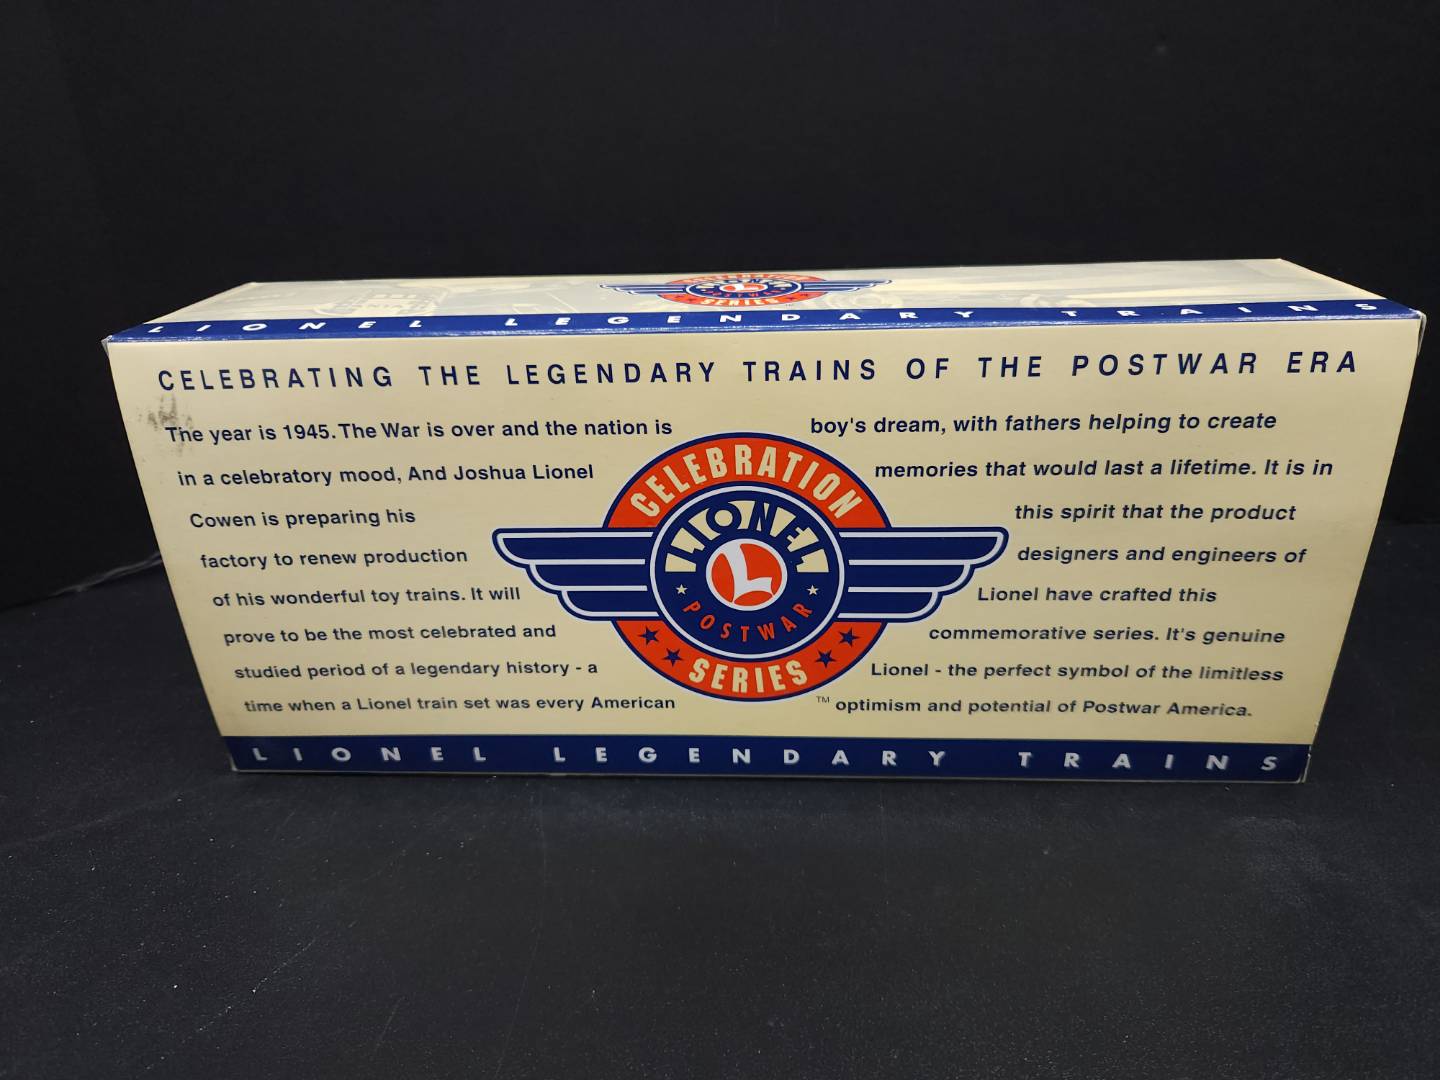 CELEBRATION
LIONEL
L
POSTWAR
SERIES
LIONEL LEGENDARY TRAINS
CELEBRATING THE LEGENDARY TRAINS OF THE POSTWAR ERA
The year is 1945. The War is over and the nation is
in a celebratory mood, And Joshua Lionel
Cowen is preparing his
factory to renew production
of his wonderful toy trains. It will
prove to be the most celebrated and
studied period of a legendary history - a
time when a Lionel train set was every American
CELEBRATION
LIONEL
L
POSTWAR
SERIES
TM
boy's dream, with fathers helping to create
memories that would last a lifetime. It is in
this spirit that the product
designers and engineers of
Lionel have crafted this
commemorative series. It's genuine
Lionel - the perfect symbol of the limitless
optimism and potential of Postwar America.
LIONEL LEGENDARY TRAINS